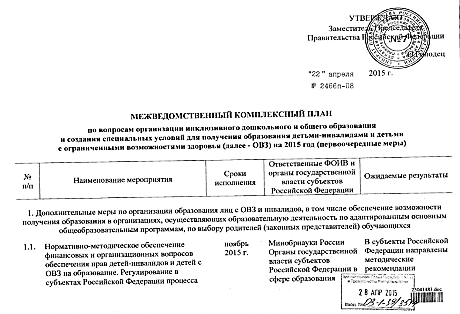 УТВЕРЖДАЮ
Заместитель Председателя
Правительства Российской Федерации
"22" апреля 2015 г.
№ 2466п-П8
МЕЖВЕДОМСТВЕННЫЙ КОМПЛЕКСНЫЙ ПЛАН
по вопросам организации инклюзивного дошкольного и общего образования
и создания специальных условий для получения образования детьми-инвалидами и детьми
с ограниченными возможностями здоровья (далее - ОВЗ) на 2015 год (первоочередные меры)
№ п/п
Наименование мероприятия
Сроки исполнения
Ответственные ФОИВ и органы государственной власти субъектов Российской Федерации
Ожидаемые результаты
1. Дополнительные меры по организации образования лиц с ОВЗ и инвалидов, в том числе обеспечение возможности
получения образования в организациях, осуществляющих образовательную деятельность по адаптированным основным
общеобразовательным программам, по выбору родителей (законных представителей) обучающихся
1.1.
Нормативно-методическое обеспечение
финансовых и организационных вопросов
обеспечения прав детей-инвалидов и детей с
ОВЗ на образование. Регулирование в
субъектах Российской Федерации процесса
ноябрь
2015 г.
Минобрнауки России
Органы государственной
власти субъектов
Российской Федерации в
сфере образования
В субъекты Российской
Федерации направлены
методические
рекомендации
28 АПР 2015